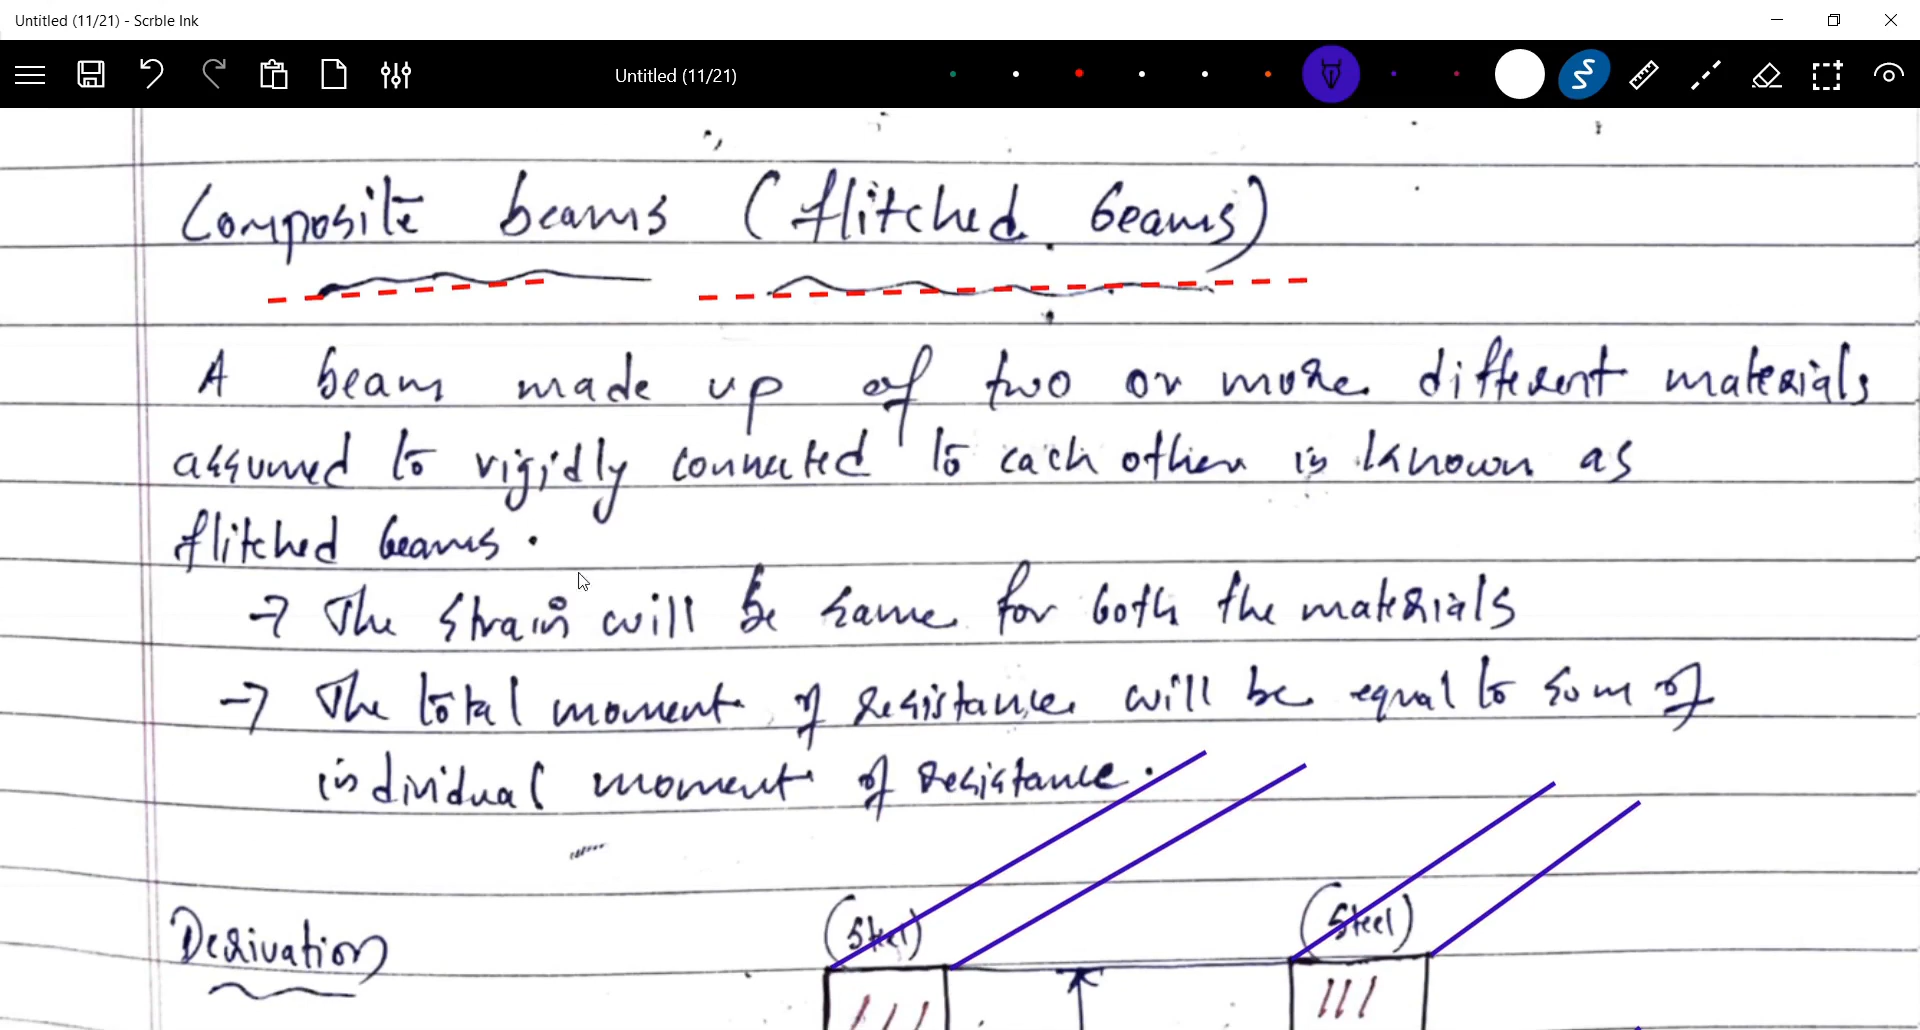 Untitled (11/21) - Scrble Ink
Untitled (11/21)
Composite beams (flitched beams)
A beam made up of two or more different materials
assumed to rigidly connected to each other is known as
flitched beams.
→ The strain will be same for both the materials
→ The total moment of resistance will be equal to sum of
individual moment of resistance.
(Steel) (Steel)
Derivation